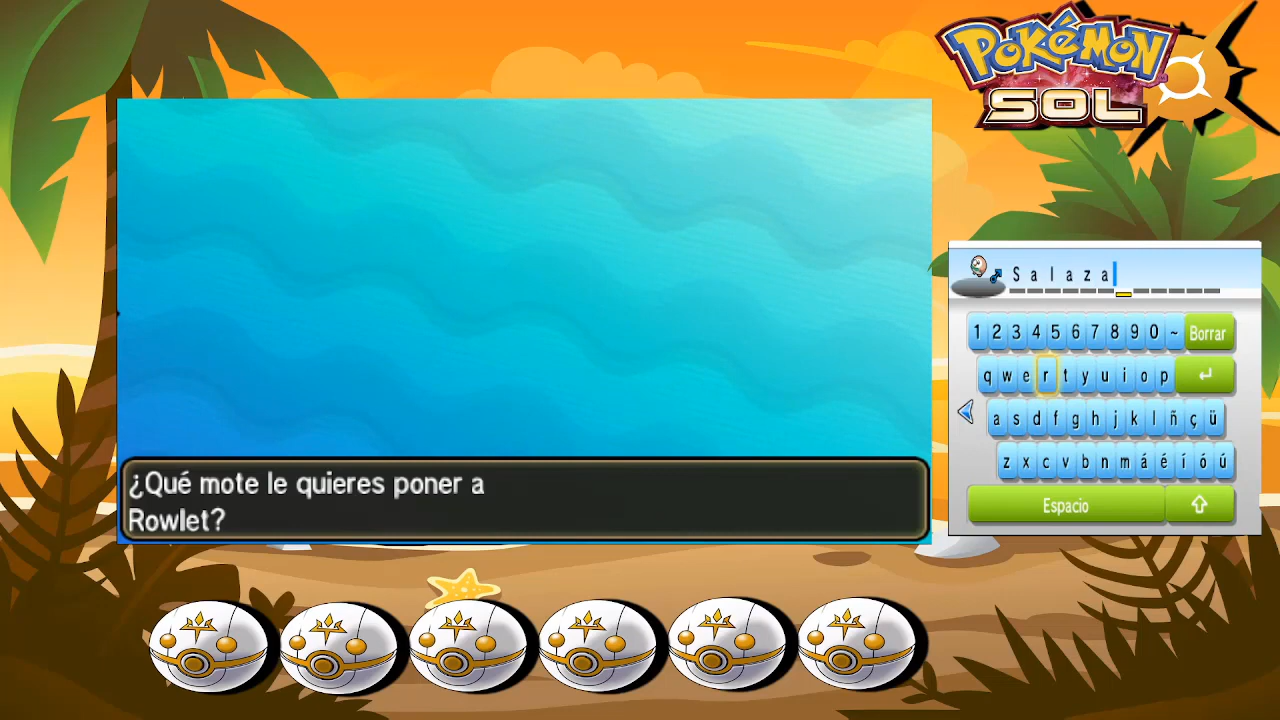 POKÉMON
SOL
Salaza
1 2 3 4 5 6 7 8 9 0 ~ Borrar
q w e r t y u i o p
a s d f g h j k l ñ ç ü
z x c v b n m á é í ó ú
Espacio
¿Qué mote le quieres poner a
Rowlet?